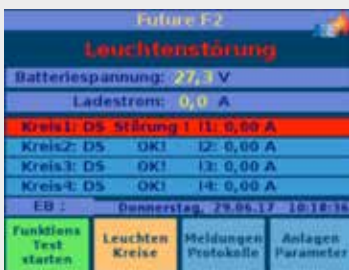 Future F2
Leuchtenstörung
Batteriespannung: 27,3 V
Ladestrom: 0,0 A
Kreis1: DS Störung ! I1: 0,00 A
Kreis2: DS OK! I2: 0,00 A
Kreis3: DS OK! I3: 0,00 A
Kreis4: DS OK! I4: 0,00 A
EB : Donnerstag, 29.06.17 10:18:36
Funktions Leuchten Meldungen Anlagen
Test Kreise Protokolle Parameter
starten